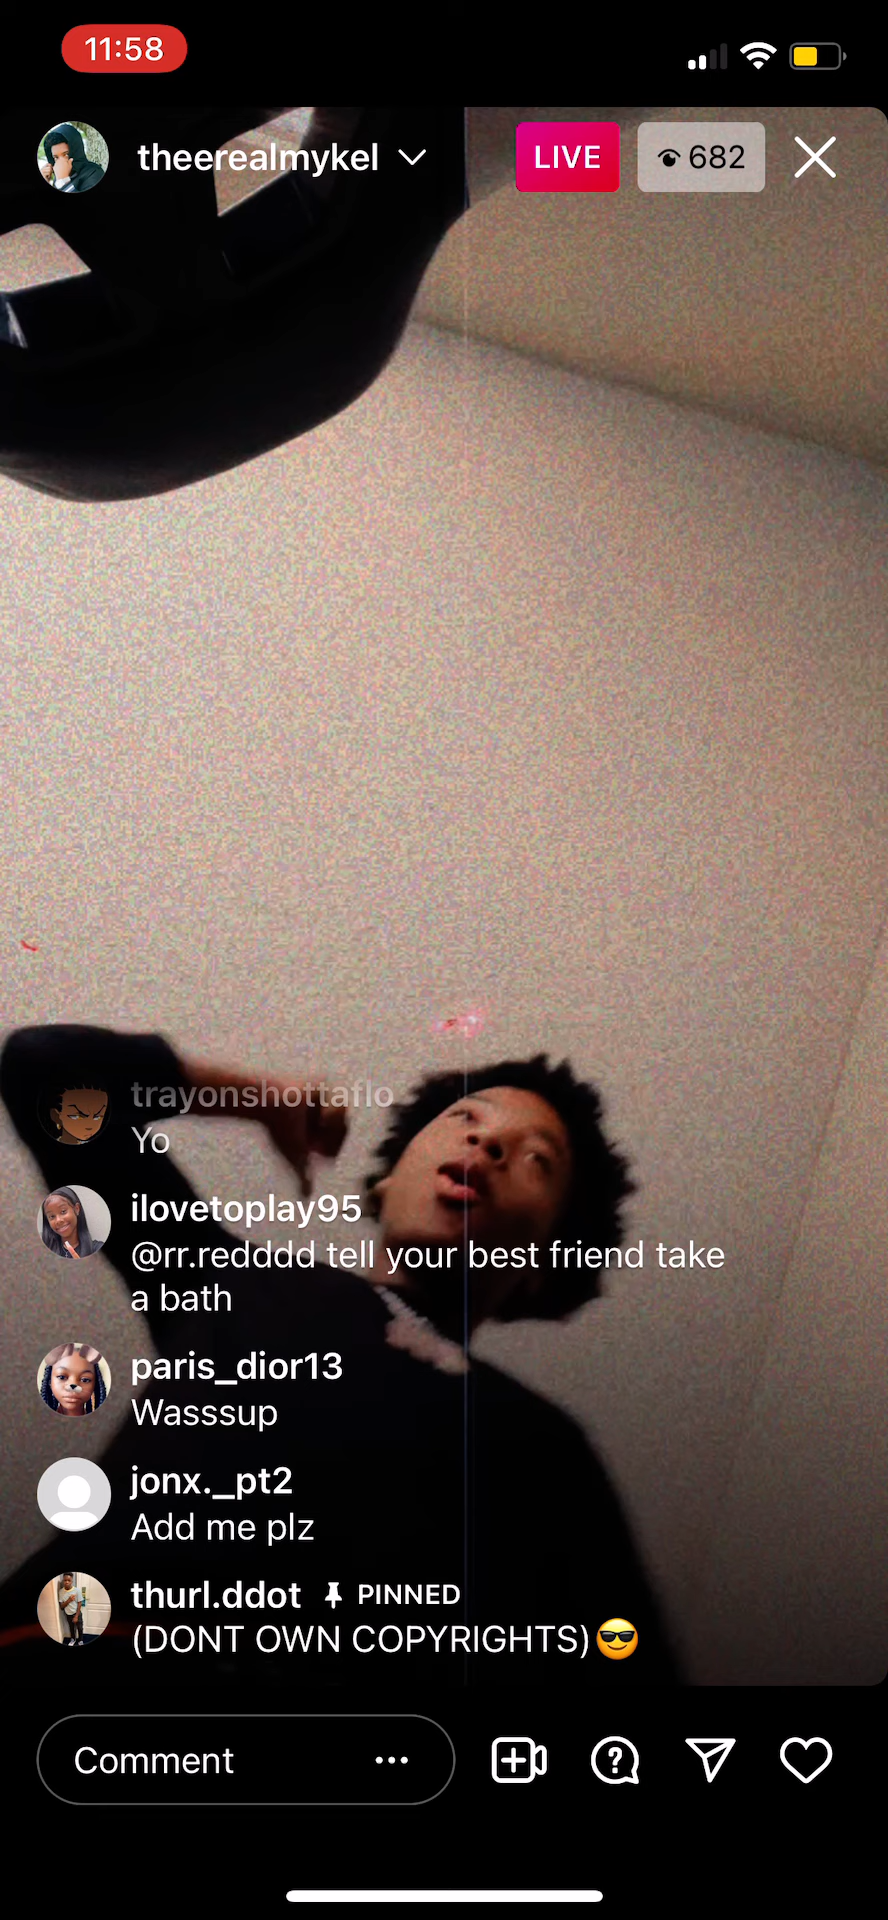 11:58
theerealmykel LIVE 682
trayonshottaflo
Yo
ilovetoplay95
@rr.redddd tell your best friend take
a bath
paris_dior13
Wasssup
jonx._pt2
Add me plz
thurl.ddot PINNED
(DONT OWN COPYRIGHTS)😎
Comment